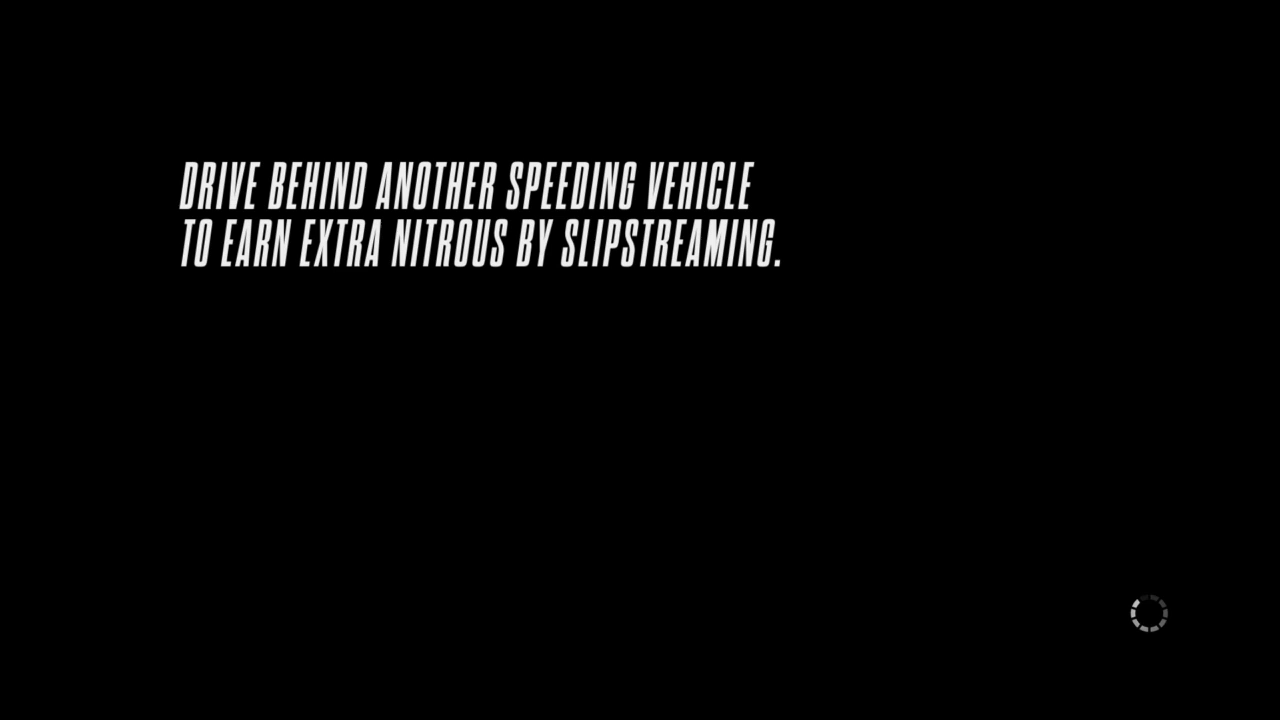 DRIVE BEHIND ANOTHER SPEEDING VEHICLE
TO EARN EXTRA NITROUS BY SLIPSTREAMING.